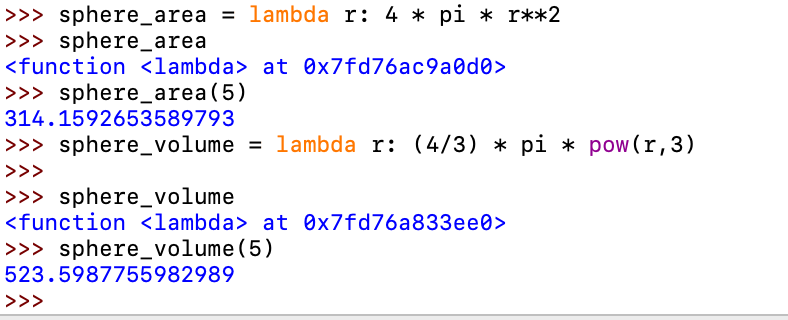 >>> sphere_area = lambda r: 4 * pi * r**2
>>> sphere_area
<function <lambda> at 0x7fd76ac9a0d0>
>>> sphere_area(5)
314.1592653589793
>>> sphere_volume = lambda r: (4/3) * pi * pow(r,3)
>>>
>>> sphere_volume
<function <lambda> at 0x7fd76a833ee0>
>>> sphere_volume(5)
523.5987755982989
>>>